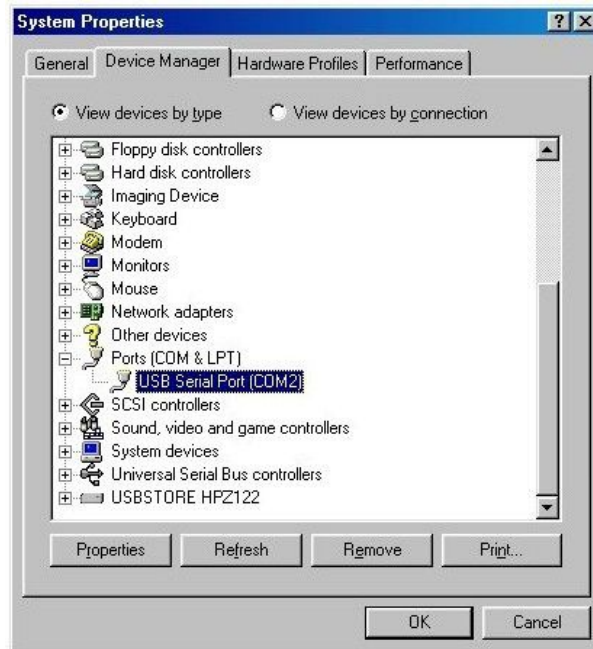 System Properties
General Device Manager Hardware Profiles Performance
View devices by type View devices by connection
Floppy disk controllers
Hard disk controllers
Imaging Device
Keyboard
Modem
Monitors
Mouse
Network adapters
Other devices
Ports (COM & LPT)
USB Serial Port (COM2)
SCSI controllers
Sound, video and game controllers
System devices
Universal Serial Bus controllers
USBSTORE HPZ122
Properties Refresh Remove Print...
OK Cancel